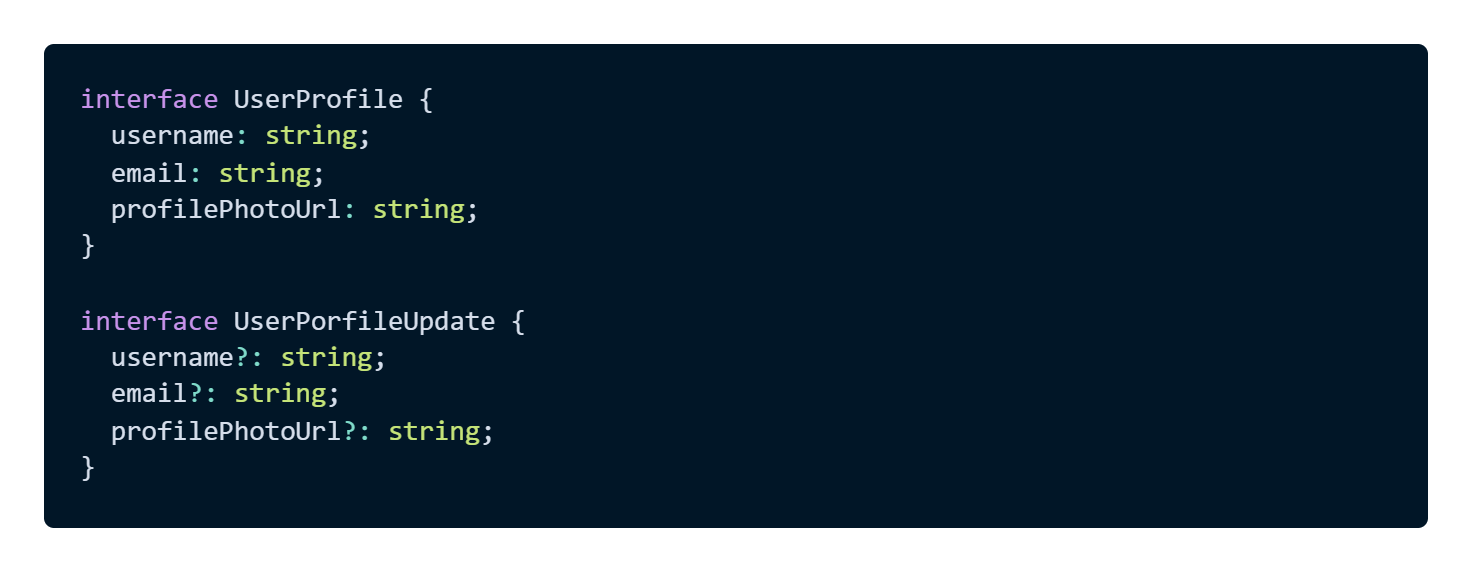 interface UserProfile {
  username: string;
  email: string;
  profilePhotoUrl: string;
}

interface UserPorfileUpdate {
  username?: string;
  email?: string;
  profilePhotoUrl?: string;
}